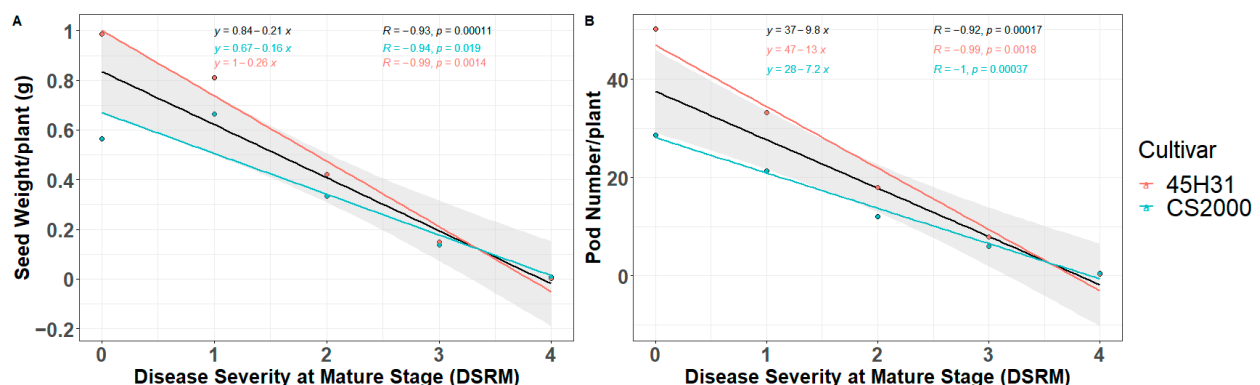 A
y = 0.84 − 0.21 x
R = −0.93, p = 0.00011
y = 0.67 − 0.16 x
R = −0.94, p = 0.019
y = 1 − 0.26 x
R = −0.99, p = 0.0014
Seed Weight/plant (g)
1
0.8
0.6
0.4
0.2
0
−0.2
0 1 2 3 4
Disease Severity at Mature Stage (DSRM)
B
y = 37 − 9.8 x
R = −0.92, p = 0.00017
y = 47 − 13 x
R = −0.99, p = 0.0018
y = 28 − 7.2 x
R = −1, p = 0.00037
Pod Number/plant
40
20
0
0 1 2 3 4
Disease Severity at Mature Stage (DSRM)
Cultivar
45H31
CS2000